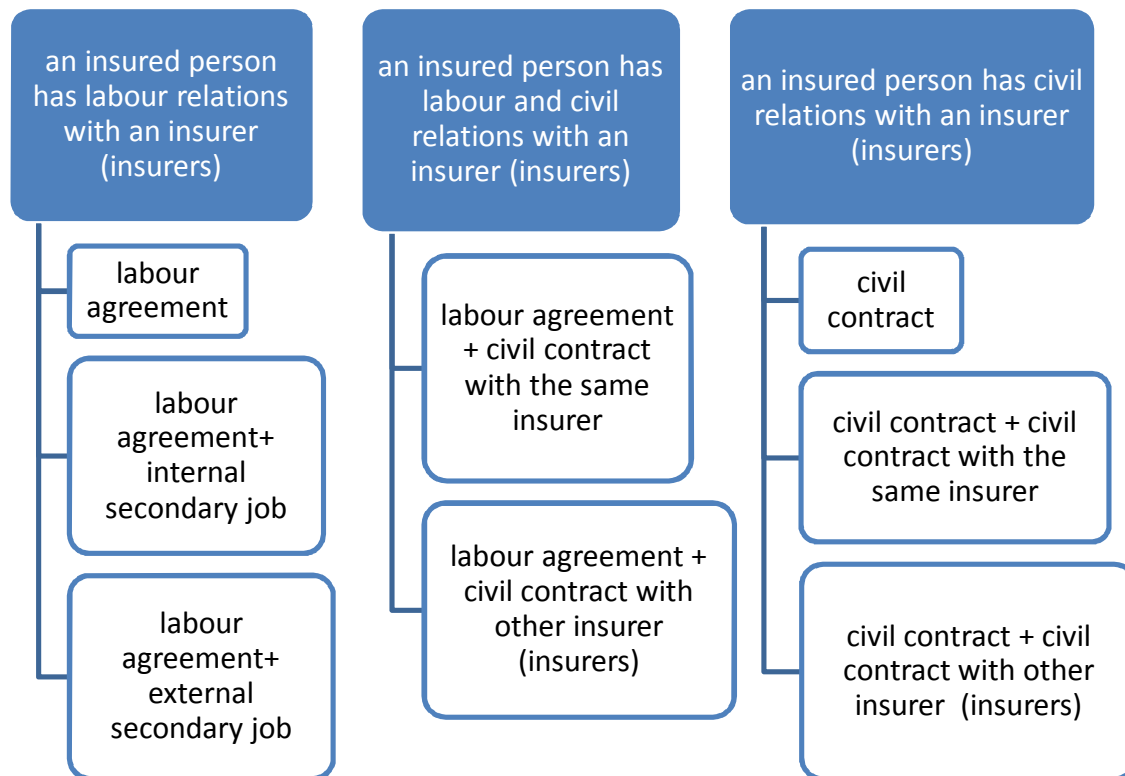 an insured person
has labour relations
with an insurer
(insurers)
labour
agreement
labour
agreement+
internal
secondary job
labour
agreement+
external
secondary job
an insured person has
labour and civil
relations with an
insurer (insurers)
labour agreement
+ civil contract
with the same
insurer
labour agreement +
civil contract with
other insurer
(insurers)
an insured person has civil
relations with an insurer
(insurers)
civil
contract
civil contract + civil
contract with the
same insurer
civil contract + civil
contract with other
insurer  (insurers)